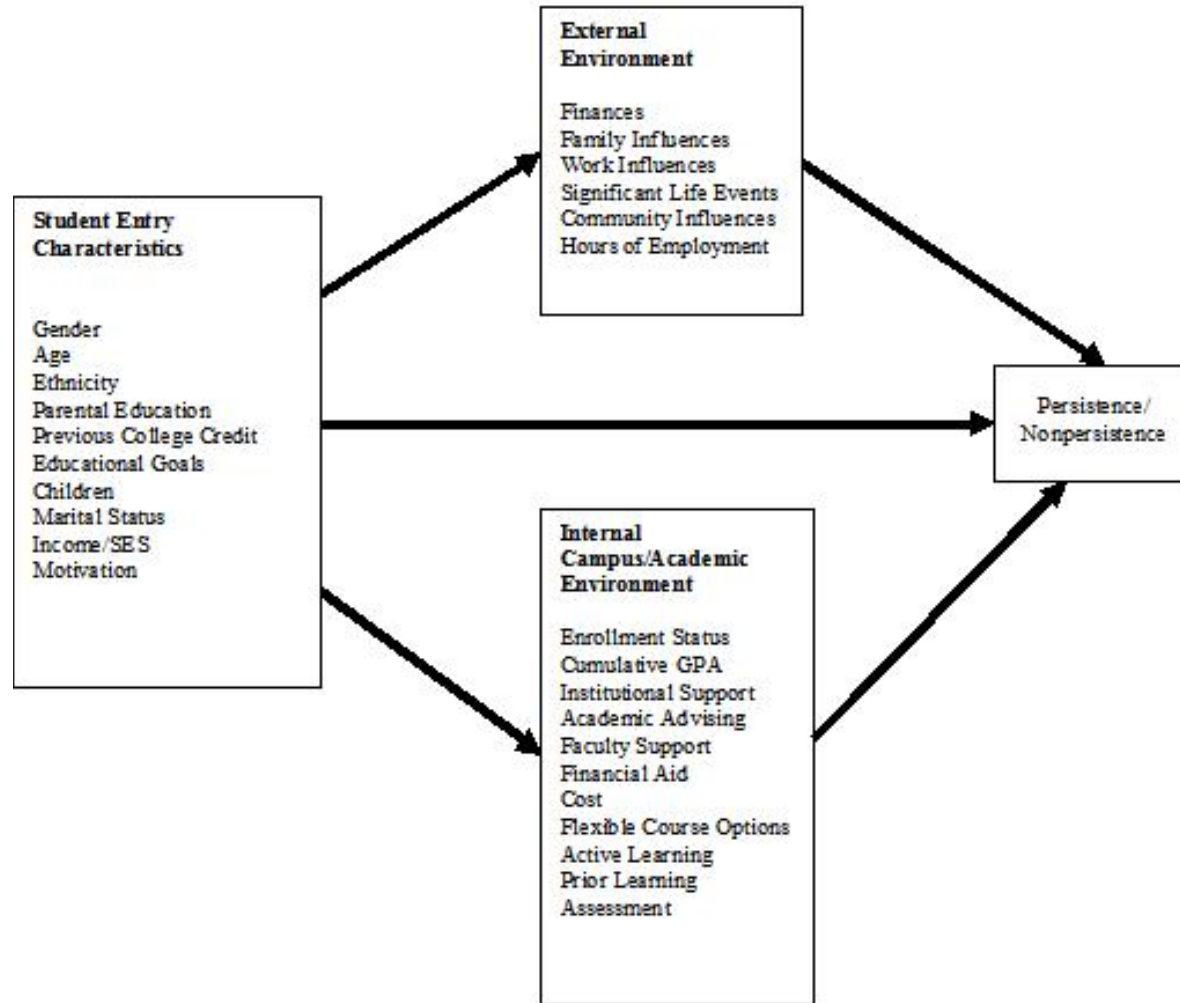 External
Environment
Finances
Family Influences
Work Influences
Significant Life Events
Community Influences
Hours of Employment
Student Entry
Characteristics
Gender
Age
Ethnicity
Parental Education
Previous College Credit
Educational Goals
Children
Marital Status
Income/SES
Motivation
Persistence/
Nonpersistence
Internal
Campus/Academic
Environment
Enrollment Status
Cumulative GPA
Institutional Support
Academic Advising
Faculty Support
Financial Aid
Cost
Flexible Course Options
Active Learning
Prior Learning
Assessment